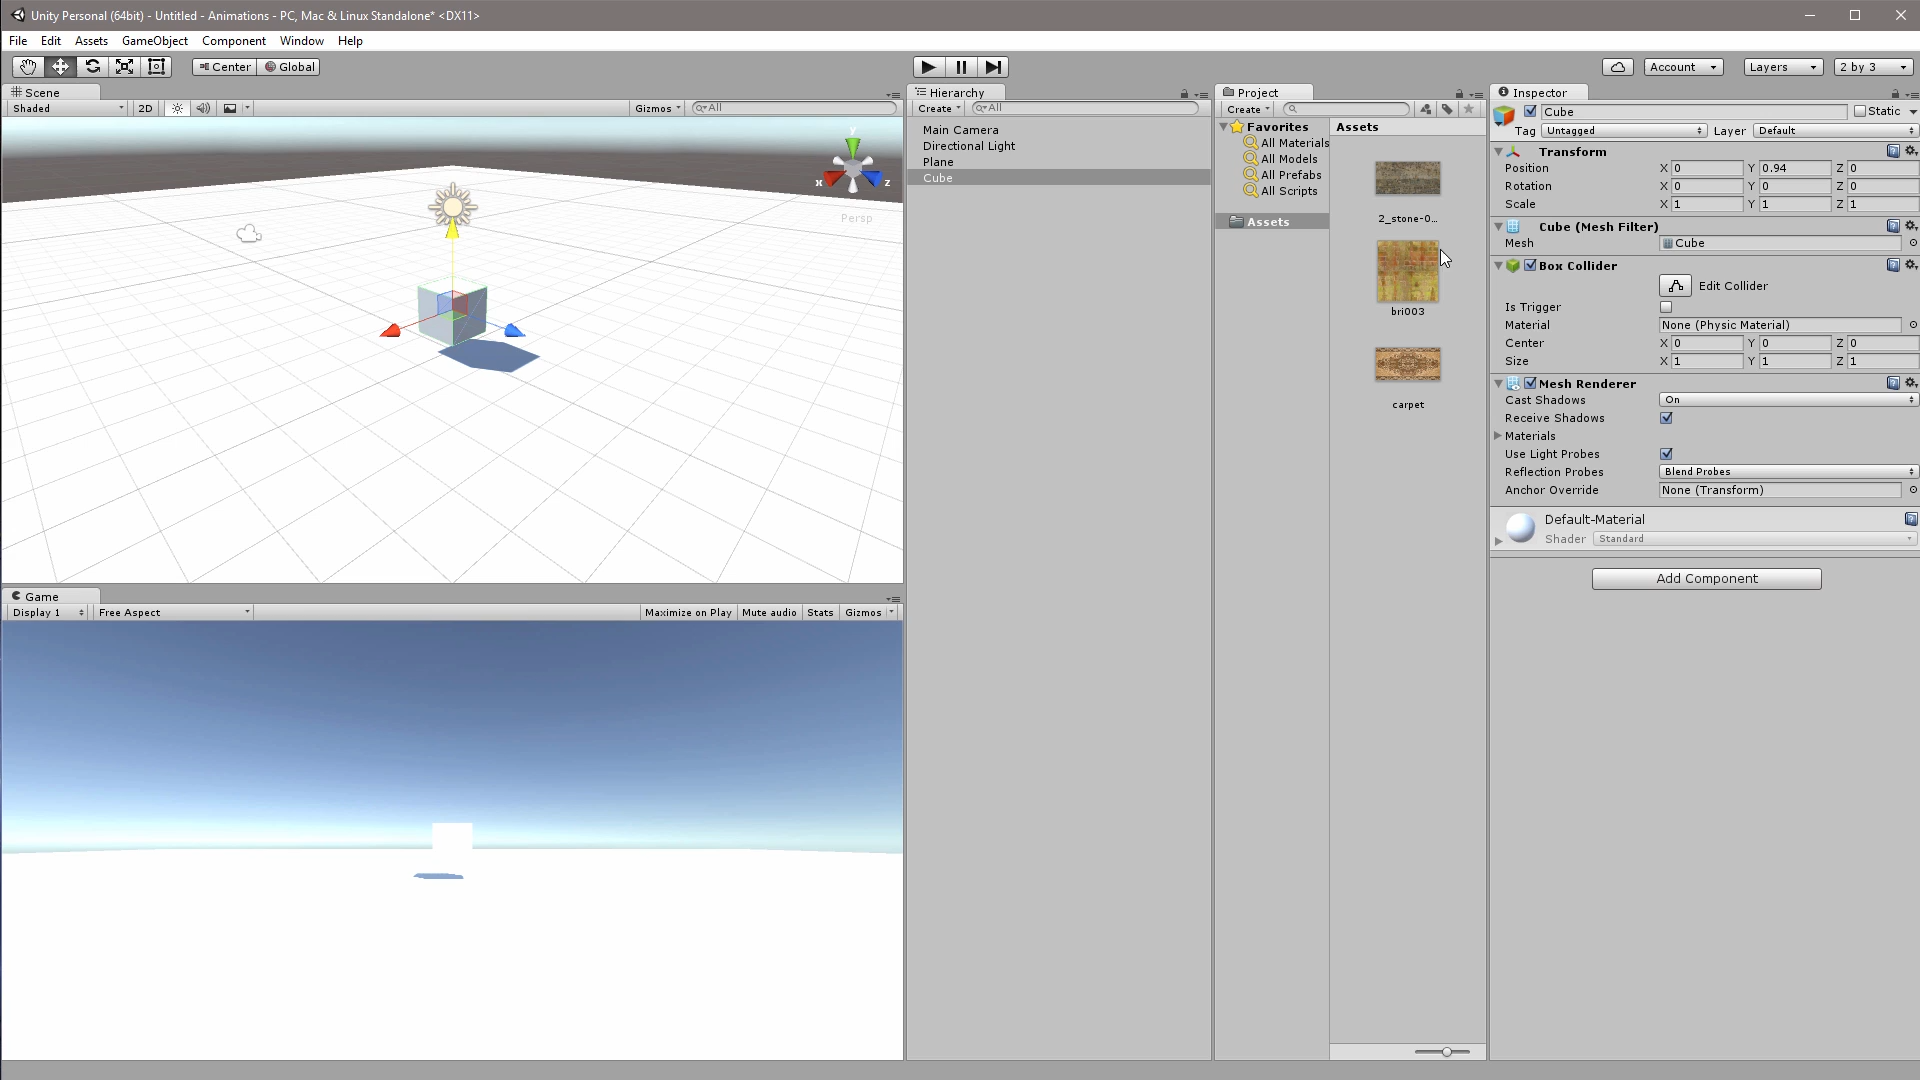 Unity Personal (64bit) - Untitled - Animations - PC, Mac & Linux Standalone* <DX11>
File Edit Assets GameObject Component Window Help
Center Global
Account Layers 2 by 3
Scene
Shaded 2D Gizmos All
y
x z
Persp
Game
Display 1 Free Aspect Maximize on Play Mute audio Stats Gizmos
Hierarchy
Create All
Main Camera
Directional Light
Plane
Cube
Project
Create
Favorites
All Materials
All Models
All Prefabs
All Scripts
Assets
Assets
2_stone-0...
bri003
carpet
Inspector
Cube Static
Tag Untagged Layer Default
Transform
Position X 0 Y 0.94 Z 0
Rotation X 0 Y 0 Z 0
Scale X 1 Y 1 Z 1
Cube (Mesh Filter)
Mesh Cube
Box Collider
Edit Collider
Is Trigger
Material None (Physic Material)
Center X 0 Y 0 Z 0
Size X 1 Y 1 Z 1
Mesh Renderer
Cast Shadows On
Receive Shadows
Materials
Use Light Probes
Reflection Probes Blend Probes
Anchor Override None (Transform)
Default-Material
Shader Standard
Add Component